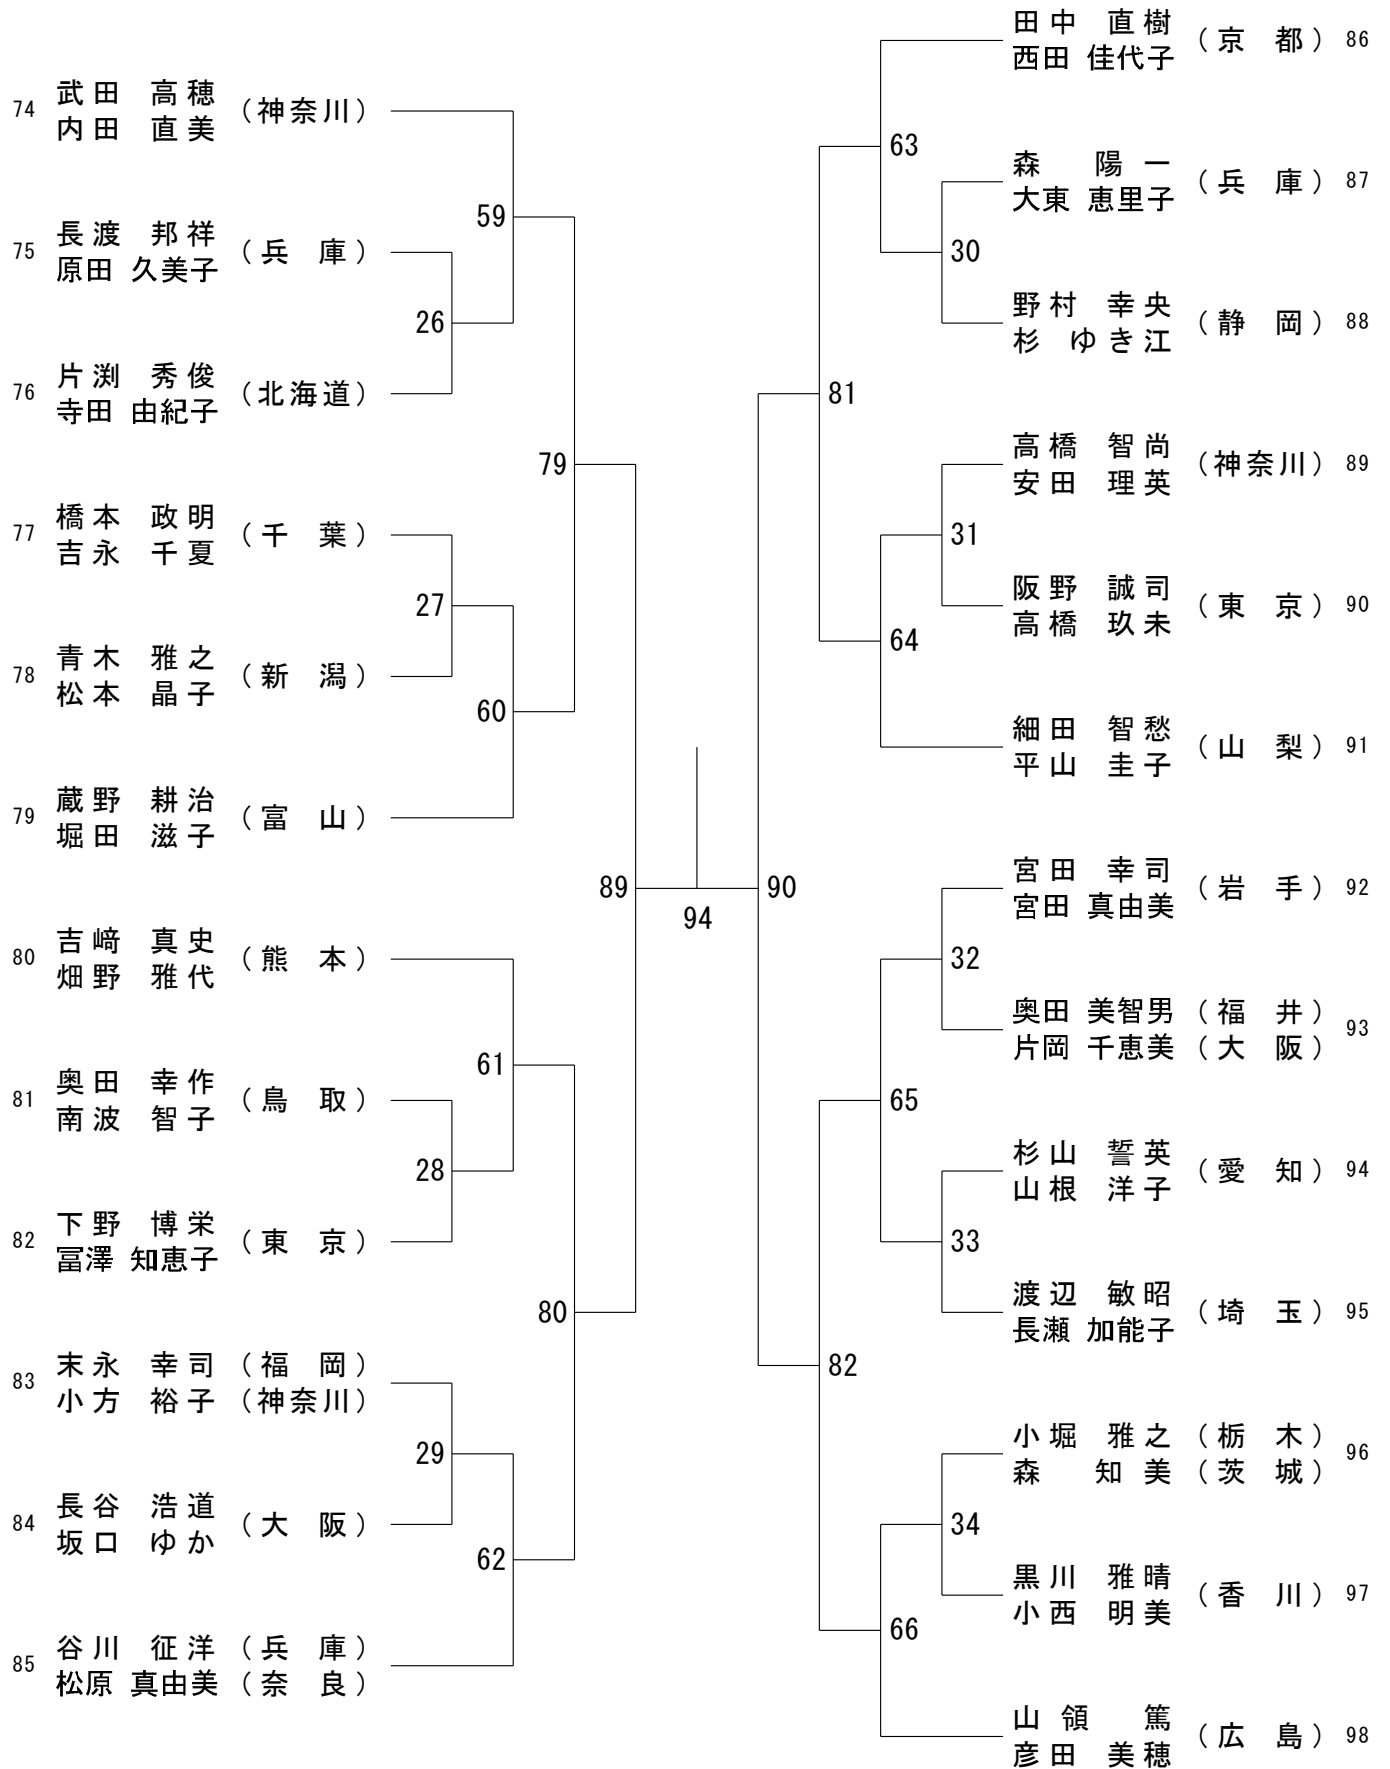 74 武田 高穂 (神奈川)
内田 直美
59
75 長渡 邦祥 (兵庫)
原田 久美子
26
76 片渕 秀俊 (北海道)
寺田 由紀子
79
77 橋本 政明 (千葉)
吉永 千夏
27
78 青木 雅之 (新潟)
松本 晶子
60
79 蔵野 耕治 (富山)
堀田 滋子
89
80 吉﨑 真史 (熊本)
畑野 雅代
61
81 奥田 幸作 (鳥取)
南波 智子
28
82 下野 博栄 (東京)
冨澤 知恵子
80
83 末永 幸司 (福岡)
小方 裕子 (神奈川)
29
84 長谷 浩道 (大阪)
坂口 ゆか
62
85 谷川 征洋 (兵庫)
松原 真由美 (奈良)
94
田中 直樹 (京都) 86
西田 佳代子
63
森 陽一 (兵庫) 87
大東 恵里子
30
野村 幸央 (静岡) 88
杉 ゆき江
81
高橋 智尚 (神奈川) 89
安田 理英
31
阪野 誠司 (東京) 90
高橋 玖未
64
細田 智愁 (山梨) 91
平山 圭子
90
宮田 幸司 (岩手) 92
宮田 真由美
32
奥田 美智男 (福井) 93
片岡 千恵美 (大阪)
65
杉山 誓英 (愛知) 94
山根 洋子
33
渡辺 敏昭 (埼玉) 95
長瀬 加能子
82
小堀 雅之 (栃木) 96
森 知美 (茨城)
34
黒川 雅晴 (香川) 97
小西 明美
66
山領 篤 (広島) 98
彦田 美穂